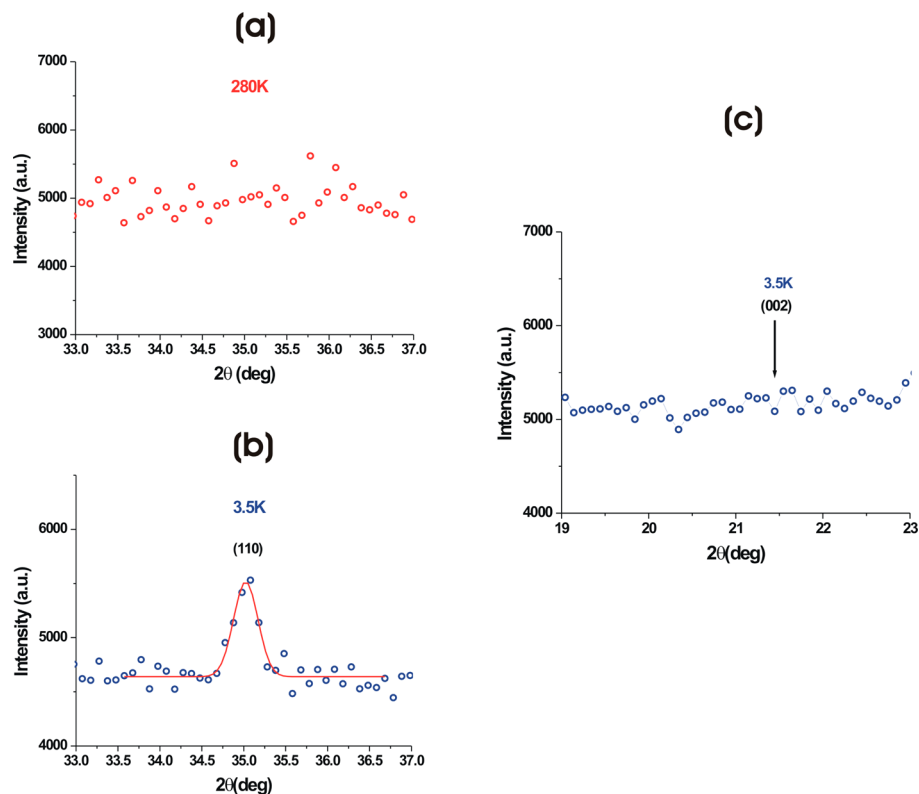 (a)
280K
7000
6000
5000
4000
3000
Intensity (a.u.)
33.0 33.5 34.0 34.5 35.0 35.5 36.0 36.5 37.0
2θ (deg)
(b)
3.5K
(110)
6000
5000
4000
Intensity (a.u.)
33.0 33.5 34.0 34.5 35.0 35.5 36.0 36.5 37.0
2θ(deg)
(c)
3.5K
(002)
7000
6000
5000
4000
Intensity (a.u.)
19 20 21 22 23
2θ(deg)